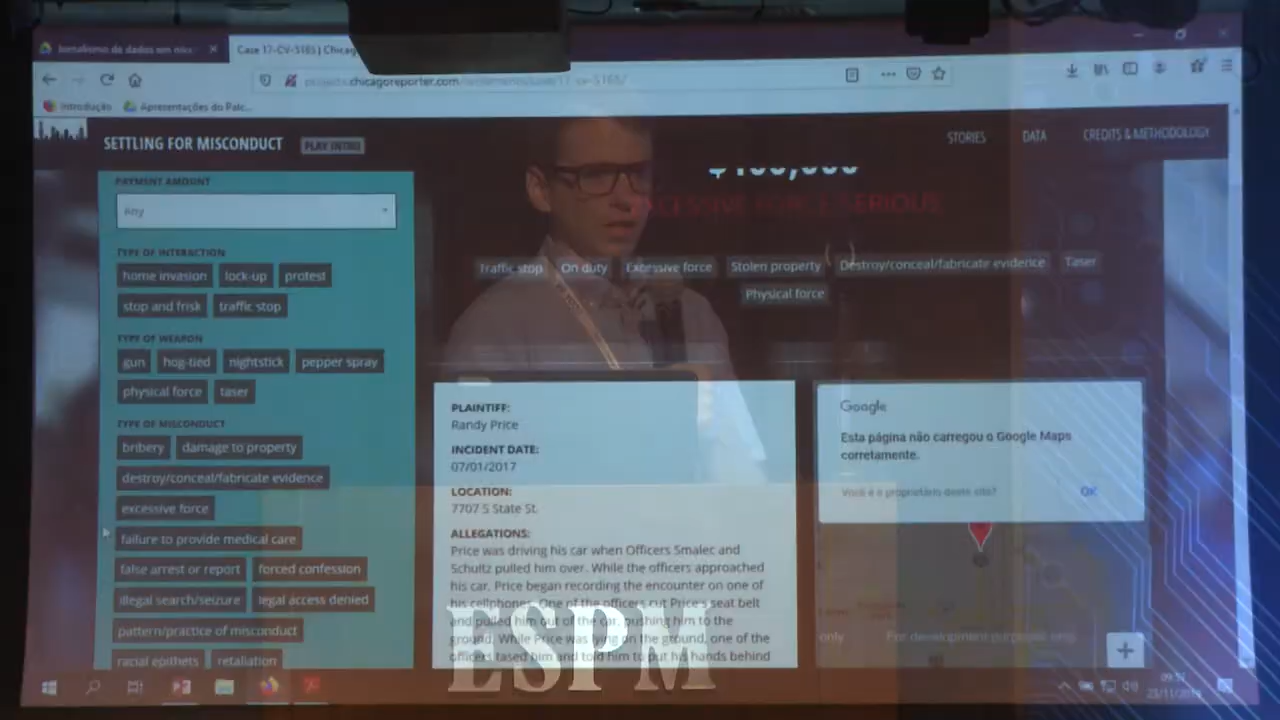 Jornalismo de dados em
Case 17-CV-5165 | Chicag
chicagoreporter.com
Introdução
Apresentações do Palc...
SETTLING FOR MISCONDUCT
PLAY INTRO
STORIES
DATA
CREDITS & METHODOLOGY
PAYMENT AMOUNT
Any
TYPE OF INTERACTION
home invasion lock-up protest
stop and frisk traffic stop
TYPE OF WEAPON
gun hog-tied nightstick pepper spray
physical force taser
TYPE OF MISCONDUCT
bribery damage to property
destroy/conceal/fabricate evidence
excessive force
failure to provide medical care
false arrest or report forced confession
illegal search/seizure legal access denied
pattern/practice of misconduct
racial epithets retaliation
EXCESSIVE FORCE/SERIOUS
Traffic stop On duty Excessive force Stolen property Destroy/conceal/fabricate evidence Taser
Physical force
PLAINTIFF:
Randy Price
INCIDENT DATE:
07/01/2017
LOCATION:
7707 S State St.
ALLEGATIONS:
Price was driving his car when Officers Smalec and
Schultz pulled him over. While the officers approached
his car, Price began recording the encounter on one of
his cellphones. One of the officers cut Price's seat belt
and pulled him out of the car, pushing him to the
ground. While Price was lying on the ground, one of the
officers tased him and told him to put his hands behind
Google
Esta página não carregou o Google Maps
corretamente.
Você é o proprietário deste site?
OK
only
For development purposes only
+
ESPM
09:51